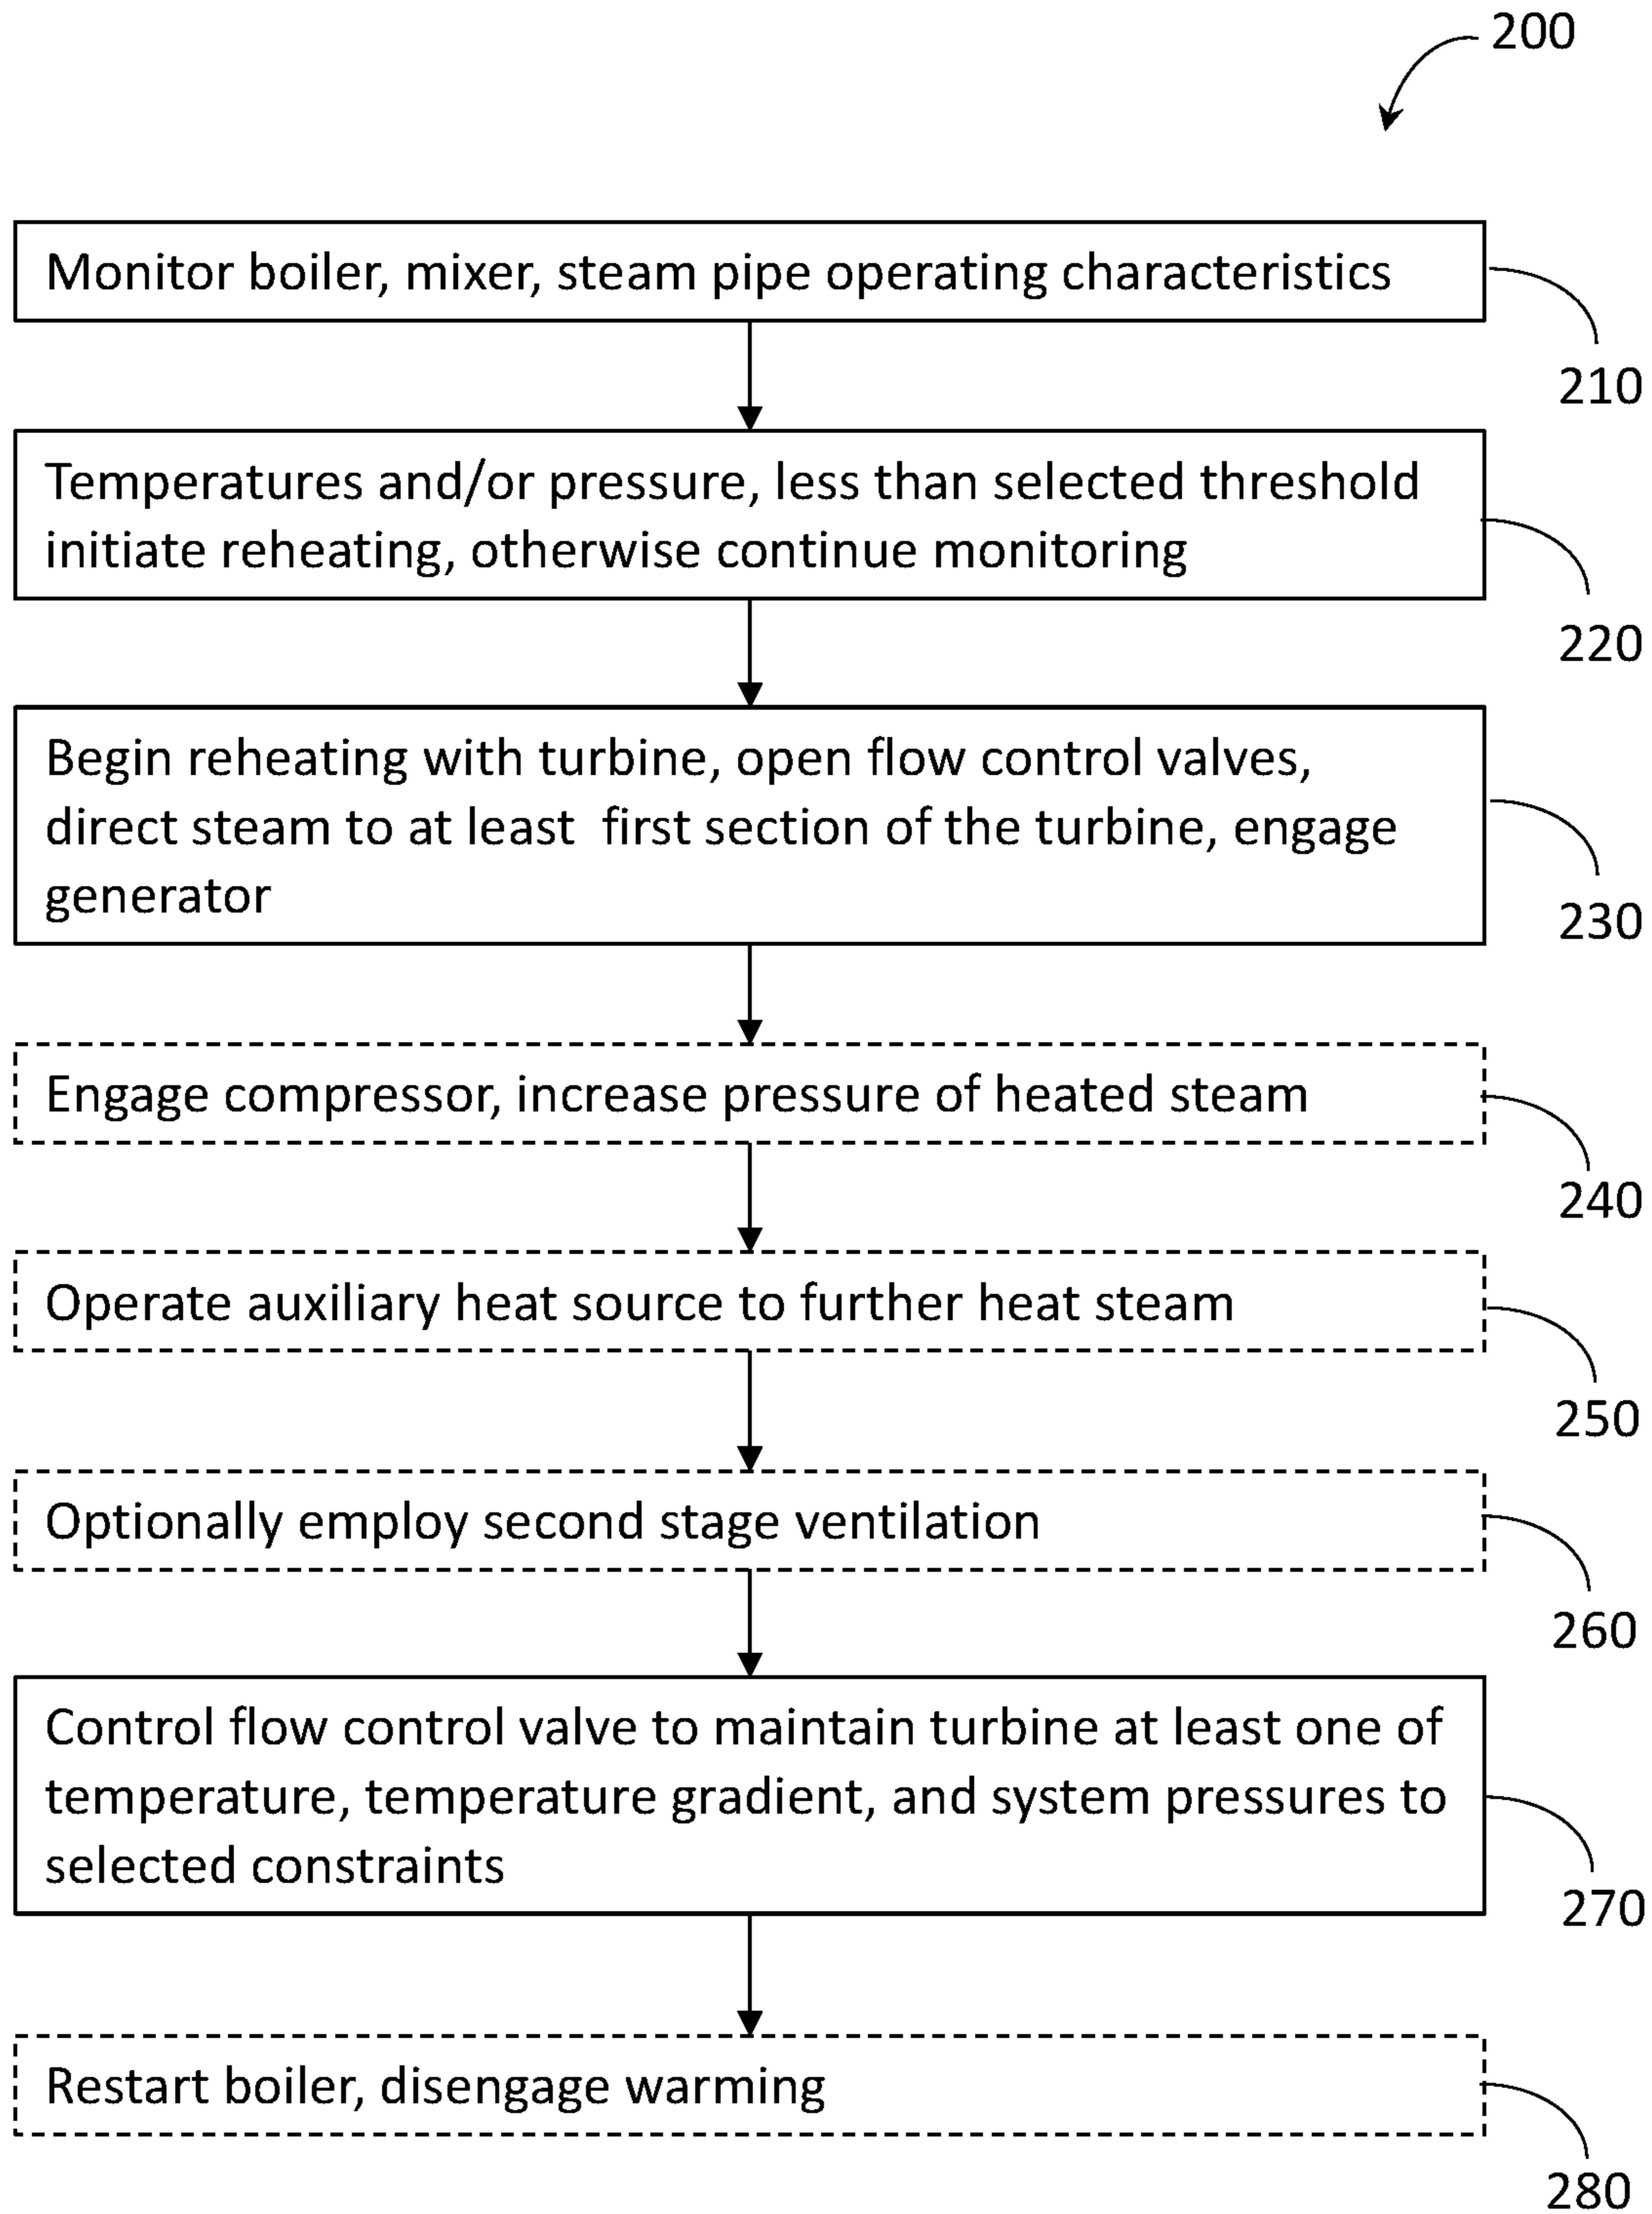 200
Monitor boiler, mixer, steam pipe operating characteristics
210
Temperatures and/or pressure, less than selected threshold
initiate reheating, otherwise continue monitoring
220
Begin reheating with turbine, open flow control valves,
direct steam to at least first section of the turbine, engage
generator
230
Engage compressor, increase pressure of heated steam
240
Operate auxiliary heat source to further heat steam
250
Optionally employ second stage ventilation
260
Control flow control valve to maintain turbine at least one of
temperature, temperature gradient, and system pressures to
selected constraints
270
Restart boiler, disengage warming
280